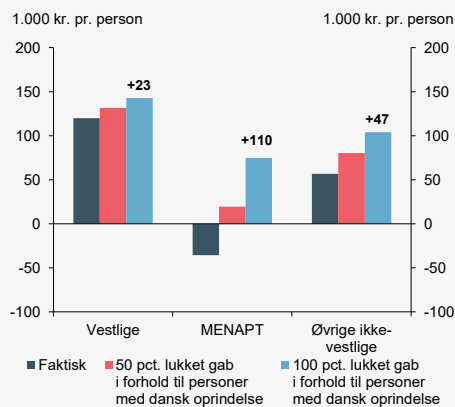 1.000 kr. pr. person 1.000 kr. pr. person
200 200
150 150
100 100
50 50
0 0
-50 -50
-100 -100
+23
+110
+47
Vestlige MENAPT Øvrige ikke-
vestlige
Faktisk
50 pct. lukket gab
i forhold til personer
med dansk oprindelse
100 pct. lukket gab
i forhold til personer
med dansk oprindelse